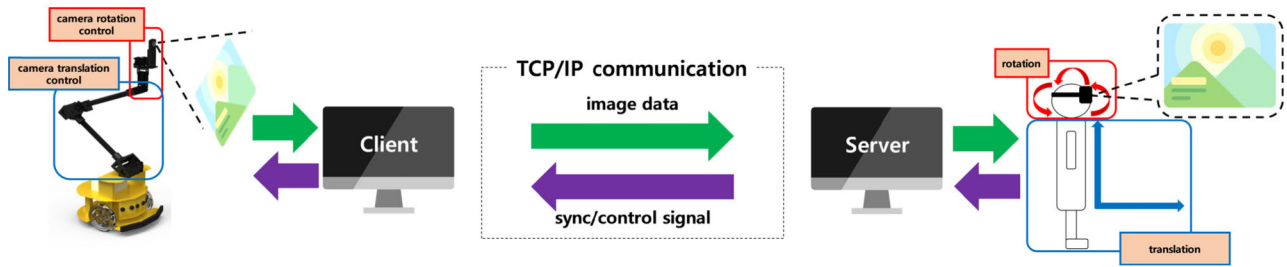 camera rotation
control
camera translation
control
TCP/IP communication
image data
Client
Server
sync/control signal
rotation
translation